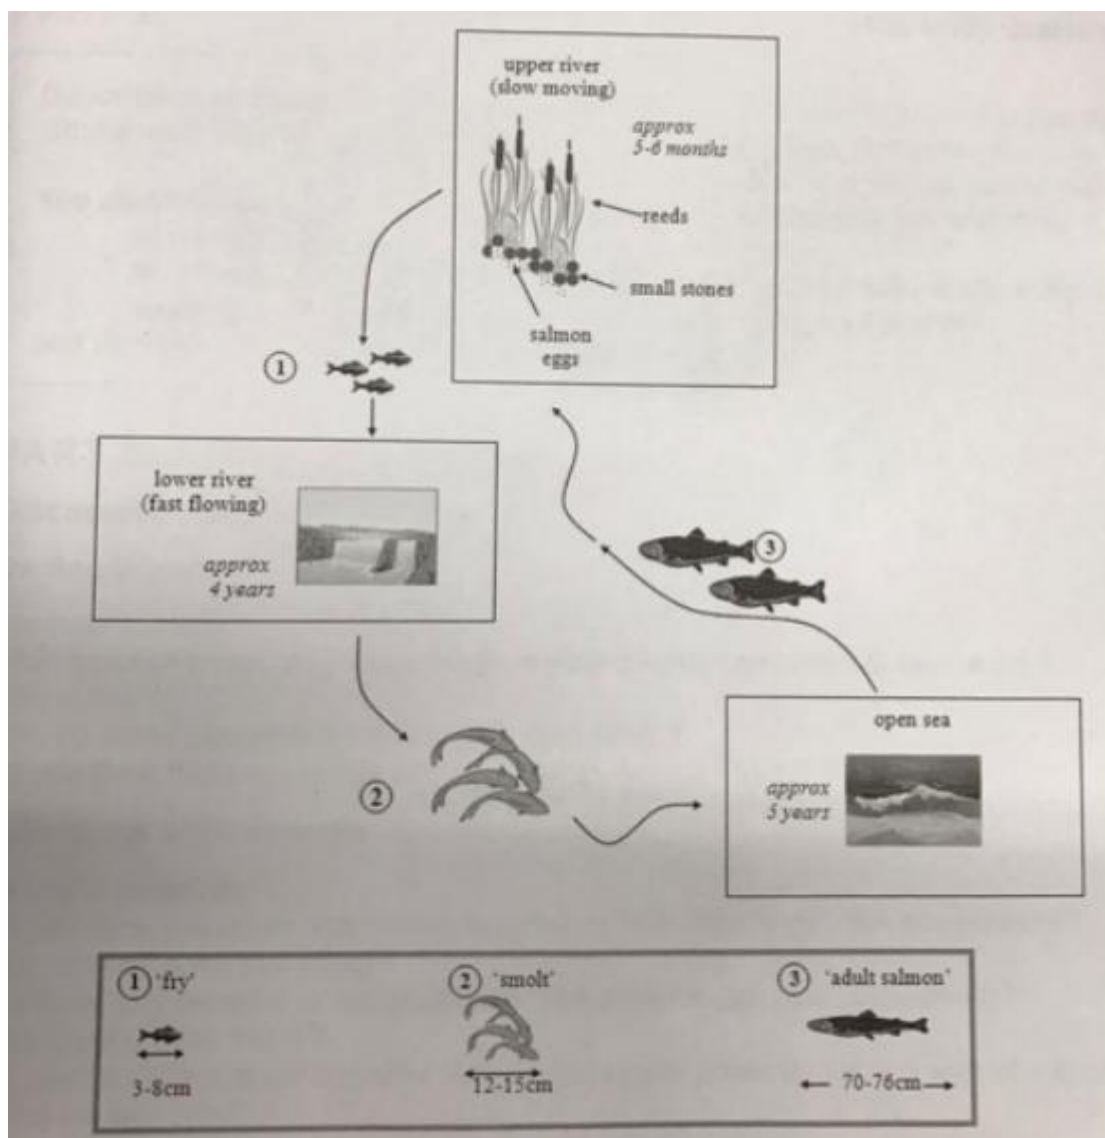 upper river
(slow moving)
approx
5-6 months
reeds
small stones
salmon
eggs
1
lower river
(fast flowing)
approx
4 years
3
open sea
approx
5 years
2
1 'fry'
3-8cm
2 'smolt'
12-15cm
3 'adult salmon'
70-76cm